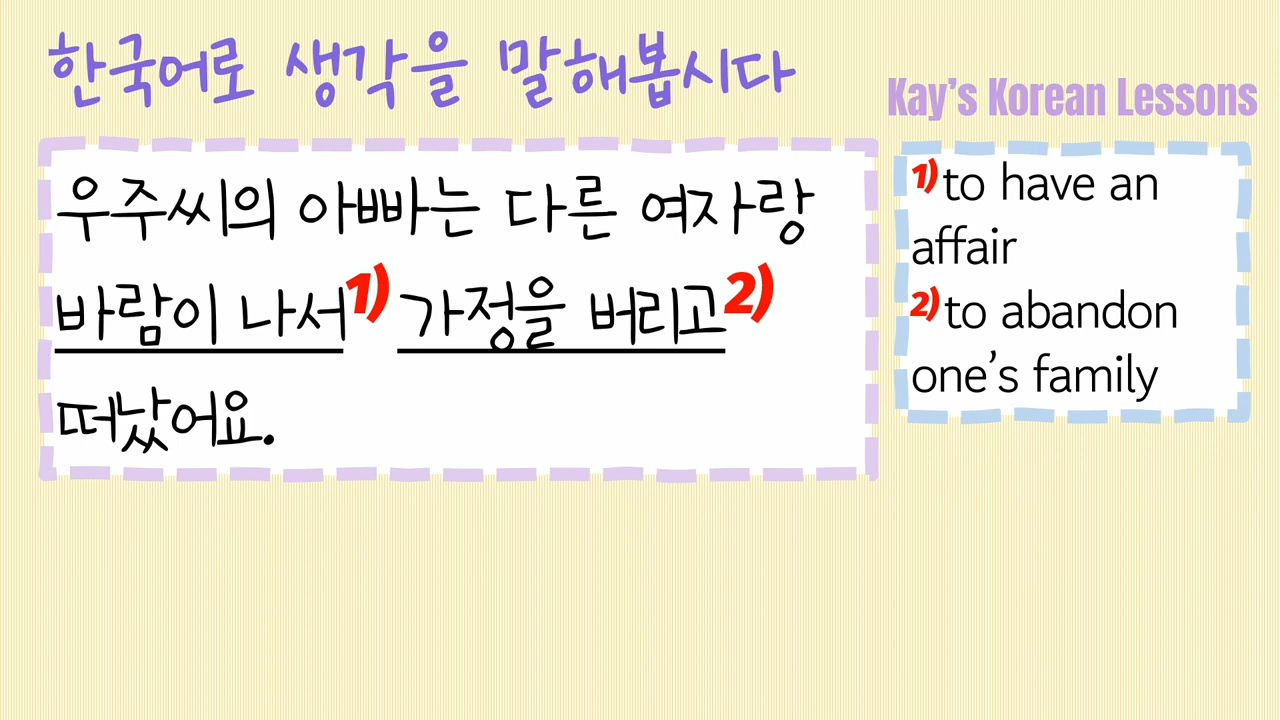 한국어로 생각을 말해봅시다
Kay's Korean Lessons
우주씨의 아빠는 다른 여자랑
바람이 나서1) 가정을 버리고2)
떠났어요.
1)to have an
affair
2)to abandon
one's family